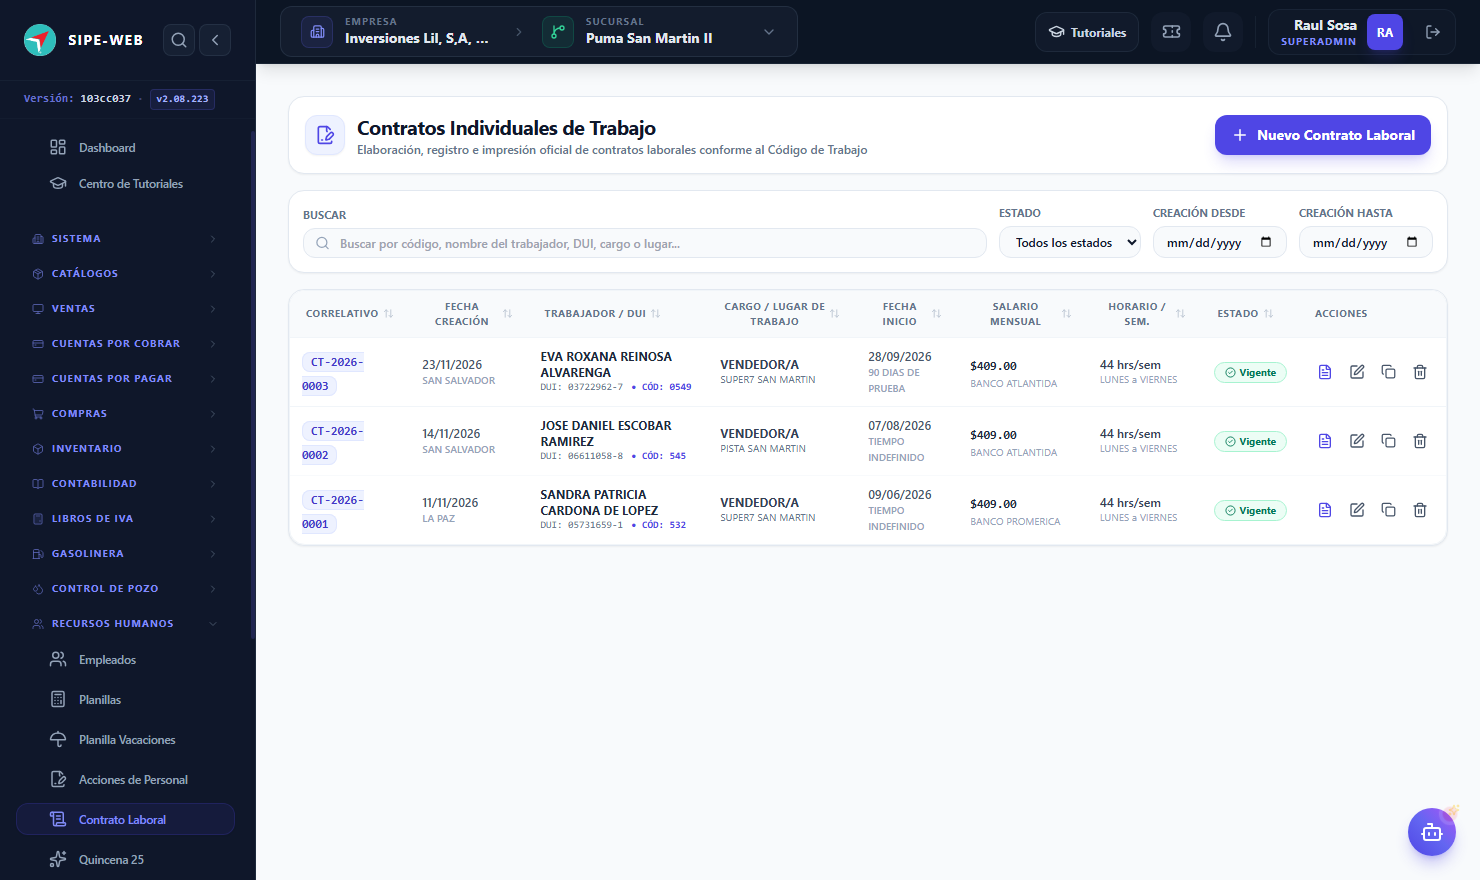 SIPE-WEB
EMPRESA
Inversiones Lil, S,A, ...
SUCURSAL
Puma San Martin II
Tutoriales
Raul Sosa
SUPERADMIN
RA
Versión: 103cc037 · v2.08.223
Dashboard
Centro de Tutoriales
SISTEMA
CATÁLOGOS
VENTAS
CUENTAS POR COBRAR
CUENTAS POR PAGAR
COMPRAS
INVENTARIO
CONTABILIDAD
LIBROS DE IVA
GASOLINERA
CONTROL DE POZO
RECURSOS HUMANOS
Empleados
Planillas
Planilla Vacaciones
Acciones de Personal
Contrato Laboral
Quincena 25
Contratos Individuales de Trabajo
Elaboración, registro e impresión oficial de contratos laborales conforme al Código de Trabajo
Nuevo Contrato Laboral
BUSCAR
Buscar por código, nombre del trabajador, DUI, cargo o lugar...
ESTADO
Todos los estados
CREACIÓN DESDE
mm/dd/yyyy
CREACIÓN HASTA
mm/dd/yyyy
CORRELATIVO
FECHA
CREACIÓN
TRABAJADOR / DUI
CARGO / LUGAR DE
TRABAJO
FECHA
INICIO
SALARIO
MENSUAL
HORARIO /
SEM.
ESTADO
ACCIONES
CT-2026-
0003
23/11/2026
SAN SALVADOR
EVA ROXANA REINOSA
ALVARENGA
DUI: 03722962-7 • CÓD: 0549
VENDEDOR/A
SUPER7 SAN MARTIN
28/09/2026
90 DIAS DE
PRUEBA
$409.00
BANCO ATLANTIDA
44 hrs/sem
LUNES a VIERNES
Vigente
CT-2026-
0002
14/11/2026
SAN SALVADOR
JOSE DANIEL ESCOBAR
RAMIREZ
DUI: 06611058-8 • CÓD: 545
VENDEDOR/A
PISTA SAN MARTIN
07/08/2026
TIEMPO
INDEFINIDO
$409.00
BANCO ATLANTIDA
44 hrs/sem
LUNES a VIERNES
Vigente
CT-2026-
0001
11/11/2026
LA PAZ
SANDRA PATRICIA
CARDONA DE LOPEZ
DUI: 05731659-1 • CÓD: 532
VENDEDOR/A
SUPER7 SAN MARTIN
09/06/2026
TIEMPO
INDEFINIDO
$409.00
BANCO PROMERICA
44 hrs/sem
LUNES a VIERNES
Vigente